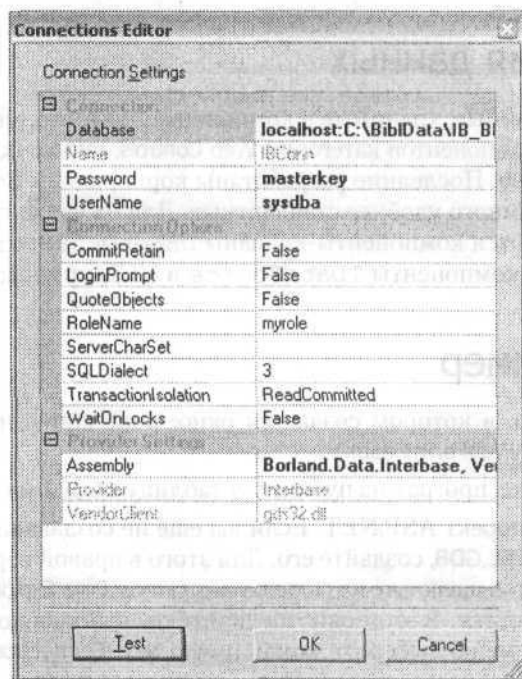 Connections Editor
Connection Settings
Connection
Database localhost:C:\BiblData\IB_BI
Name IBConn
Password masterkey
UserName sysdba
Connection Options
CommitRetain False
LoginPrompt False
QuoteObjects False
RoleName myrole
ServerCharSet
SQLDialect 3
TransactionIsolation ReadCommitted
WaitOnLocks False
Provider Settings
Assembly Borland.Data.Interbase, Ver
Provider Interbase
VendorClient gds32.dll
Test OK Cancel